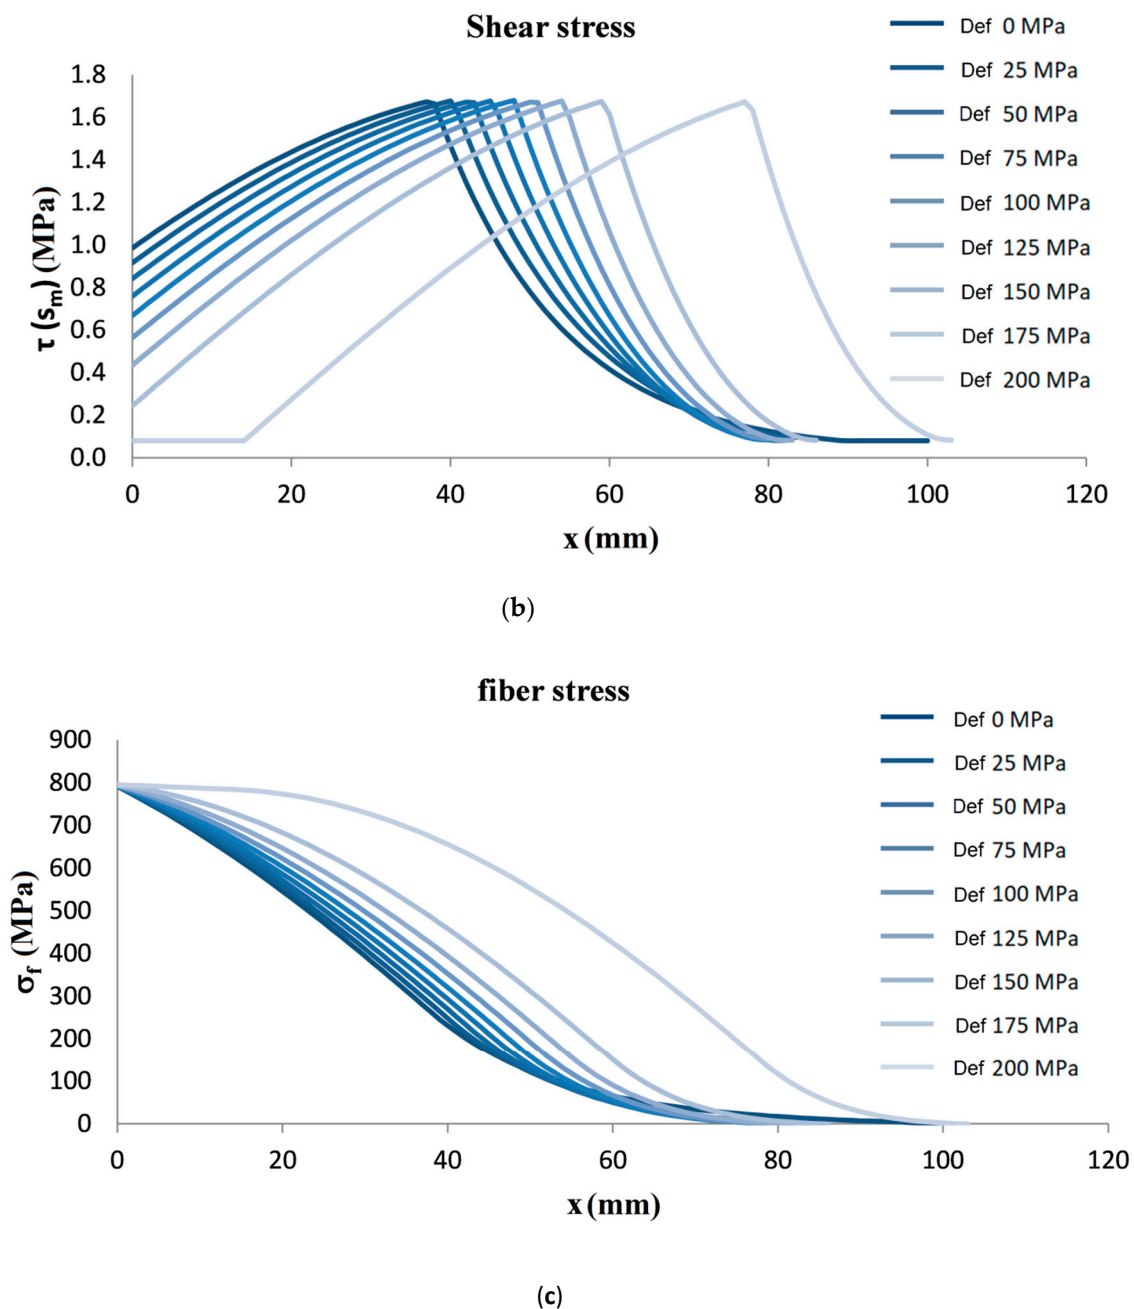 Shear stress
Def 0 MPa
Def 25 MPa
Def 50 MPa
Def 75 MPa
Def 100 MPa
Def 125 MPa
Def 150 MPa
Def 175 MPa
Def 200 MPa
τ (sm) (MPa)
1.8
1.6
1.4
1.2
1.0
0.8
0.6
0.4
0.2
0.0
0 20 40 60 80 100 120
x (mm)
(b)
fiber stress
Def 0 MPa
Def 25 MPa
Def 50 MPa
Def 75 MPa
Def 100 MPa
Def 125 MPa
Def 150 MPa
Def 175 MPa
Def 200 MPa
σf (MPa)
900
800
700
600
500
400
300
200
100
0
0 20 40 60 80 100 120
x (mm)
(c)